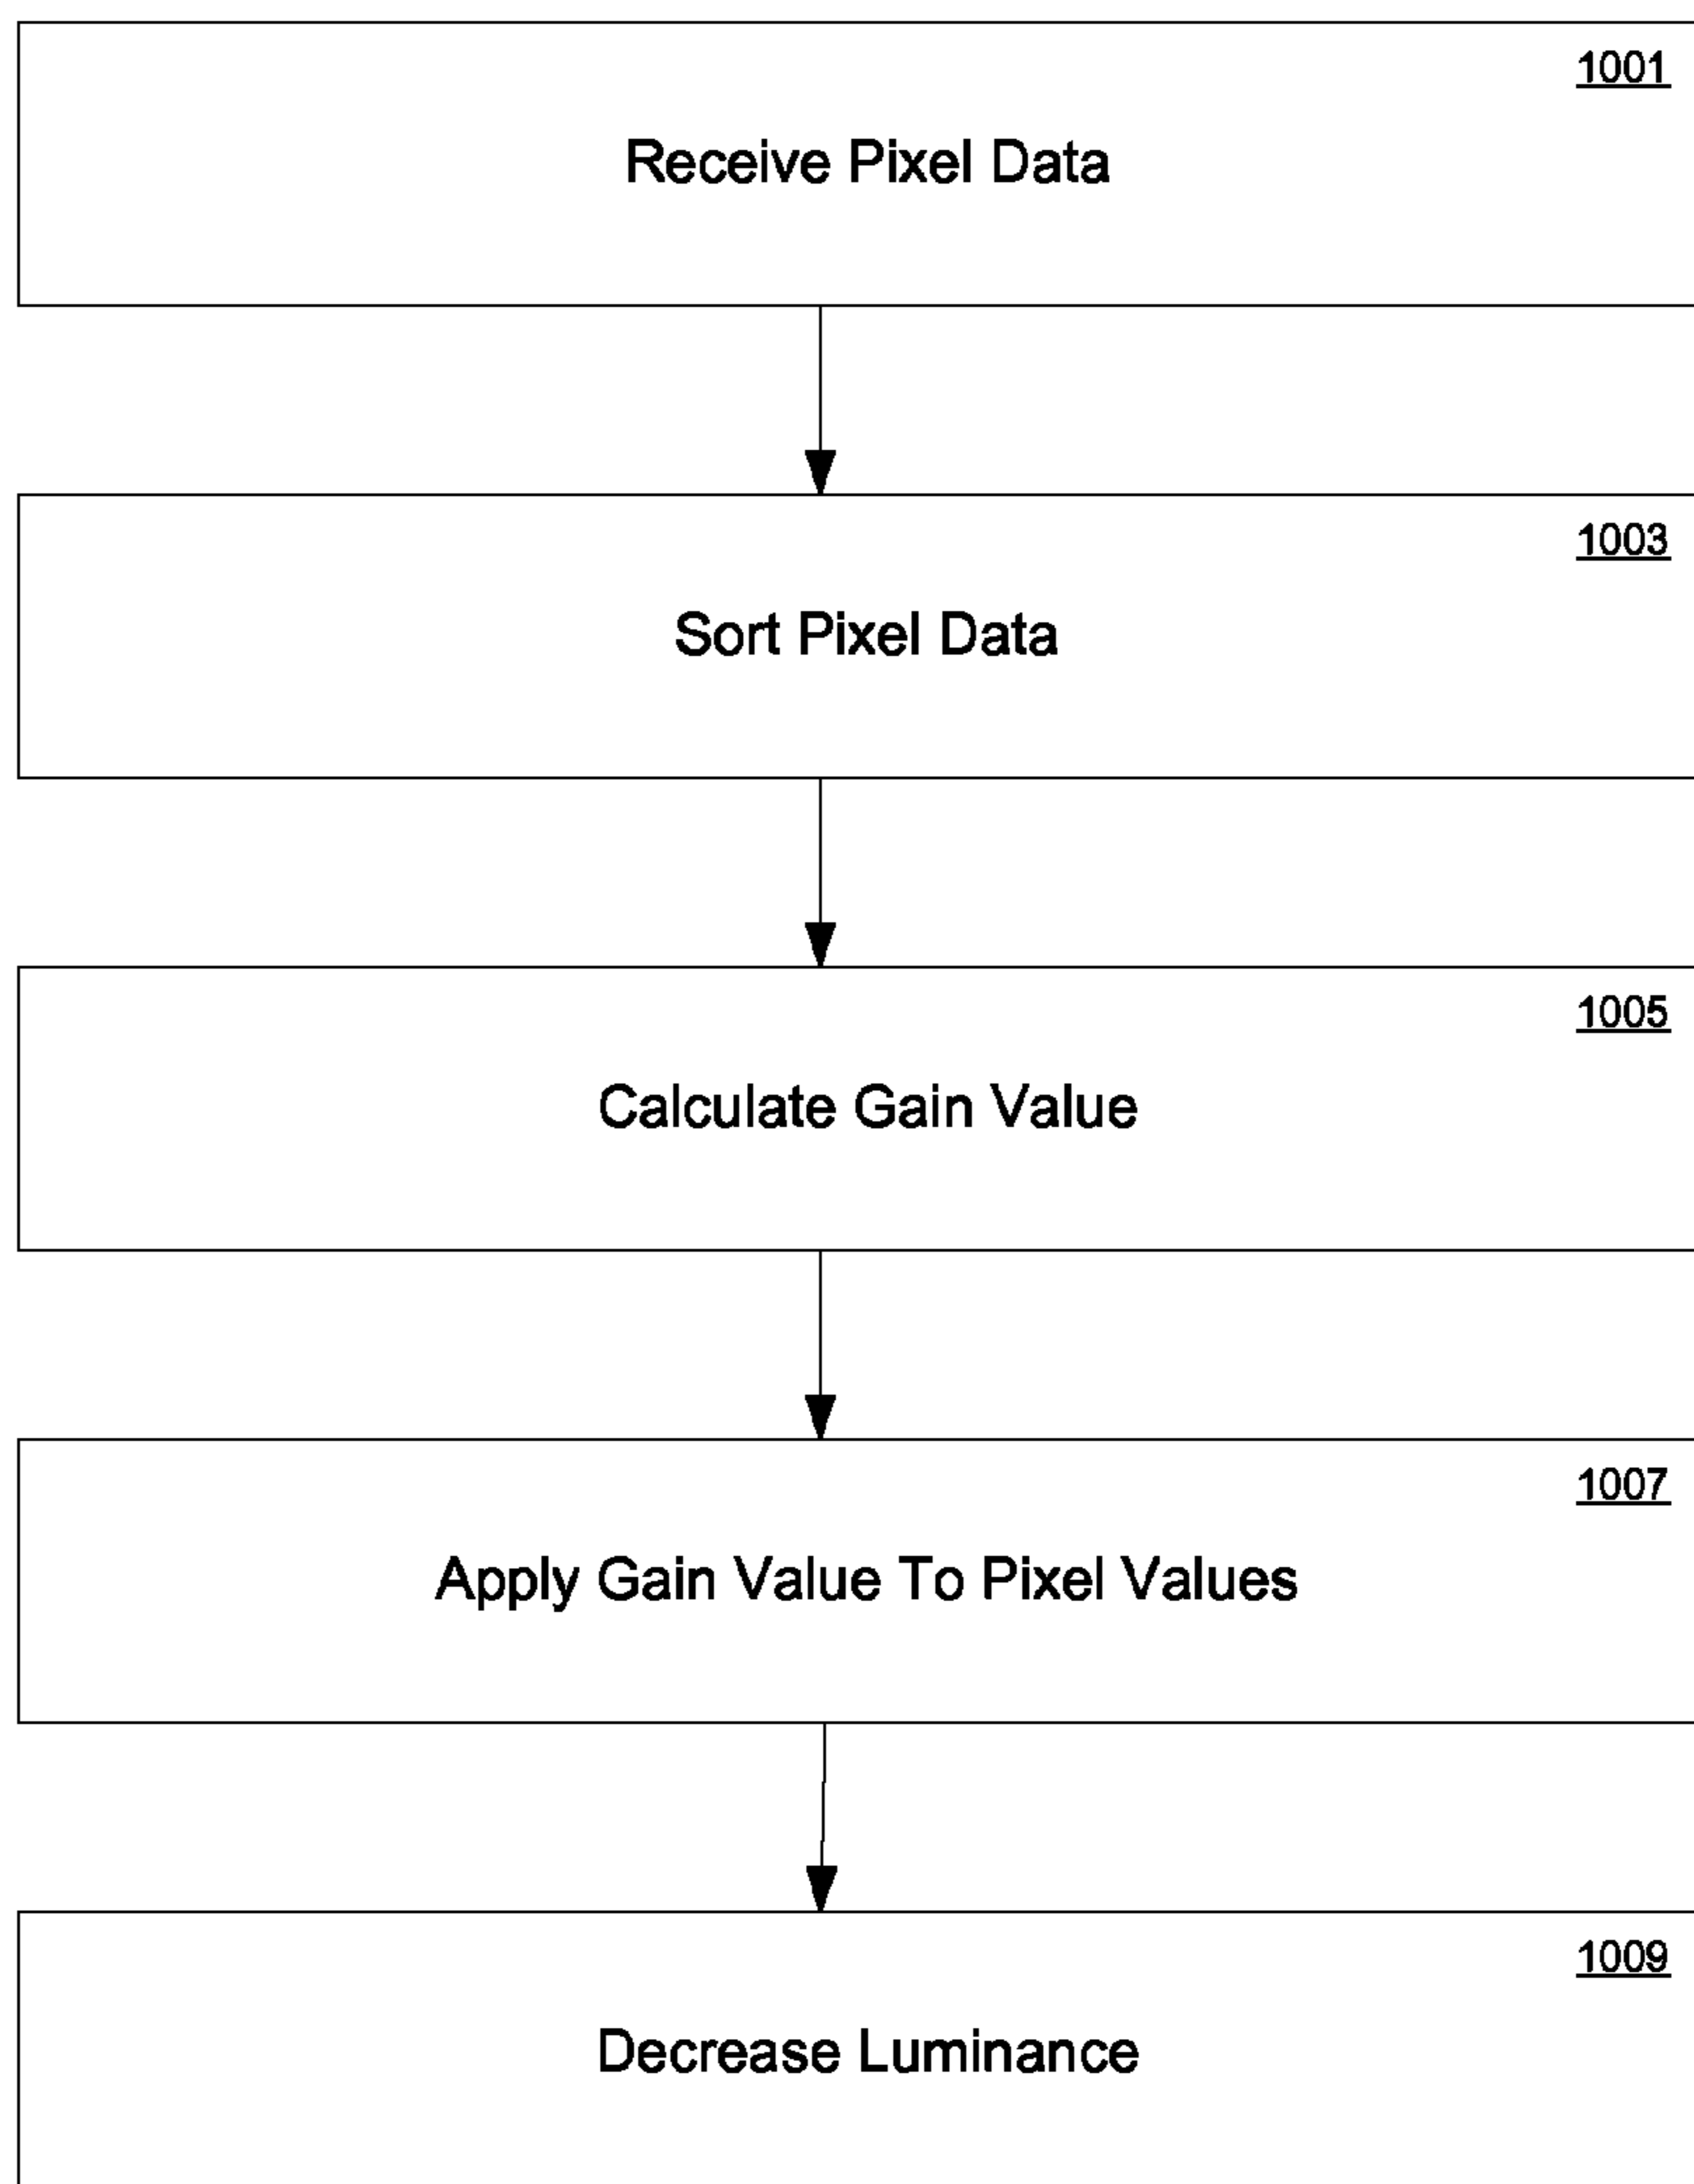 1001
Receive Pixel Data
1003
Sort Pixel Data
1005
Calculate Gain Value
1007
Apply Gain Value To Pixel Values
1009
Decrease Luminance